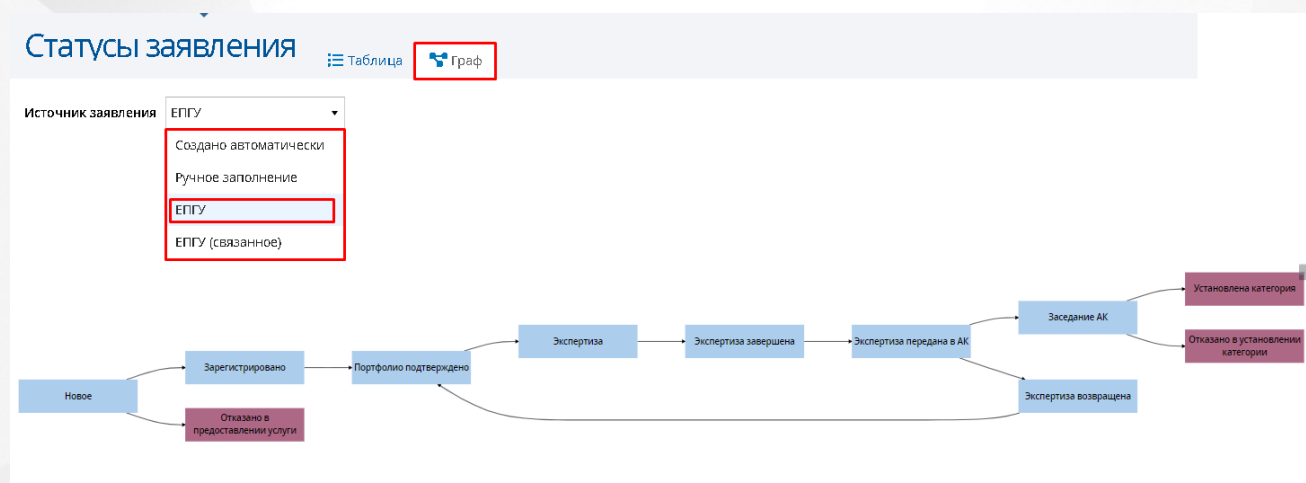 Статусы заявления
Таблица
Граф
Источник заявления
ЕПГУ
Создано автоматически
Ручное заполнение
ЕПГУ
ЕПГУ (связанное)
Новое
Зарегистрировано
Отказано в
предоставлении услуги
Портфолио подтверждено
Экспертиза
Экспертиза завершена
Экспертиза передана в АК
Заседание АК
Экспертиза возвращена
Установлена категория
Отказано в установлении
категории